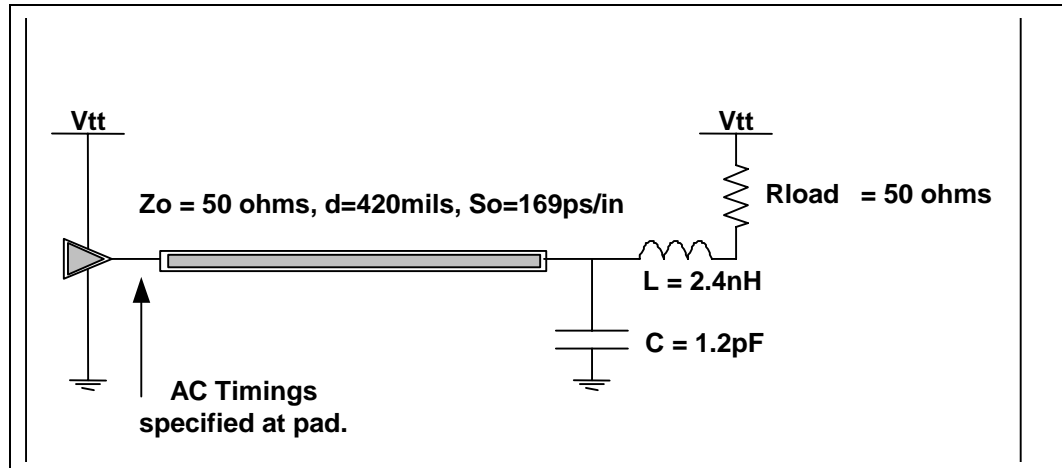 Vtt
Vtt
Zo = 50 ohms, d=420mils, So=169ps/in
Rload = 50 ohms
L = 2.4nH
C = 1.2pF
AC Timings
specified at pad.